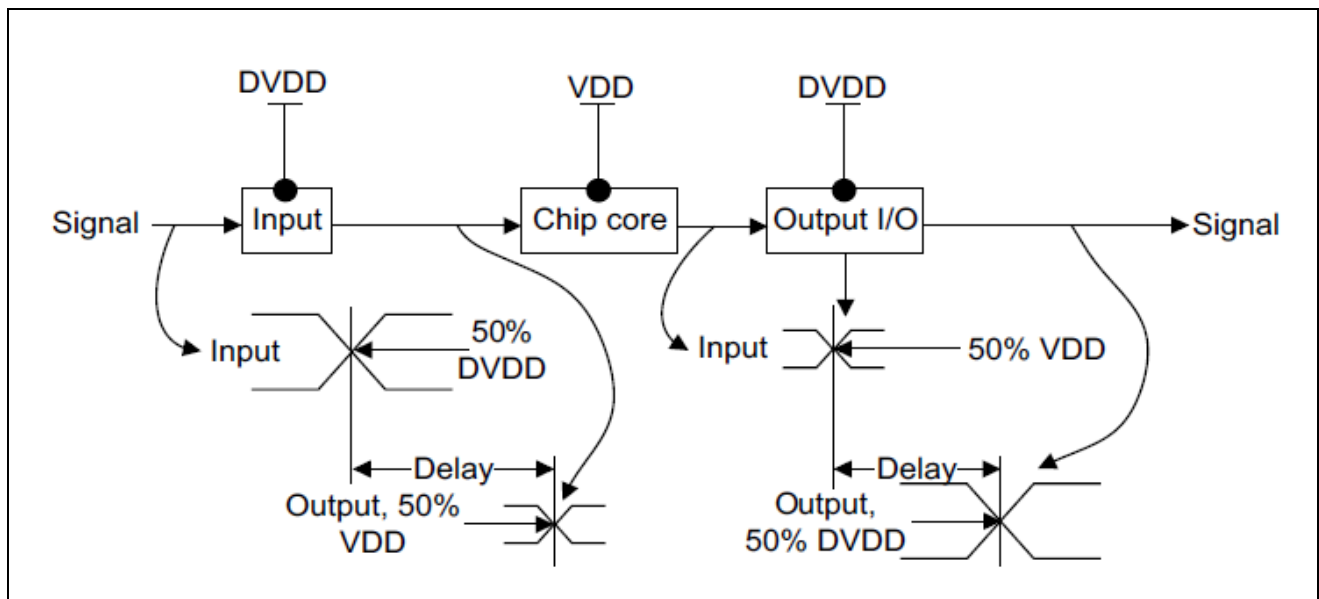 DVDD
VDD
DVDD
Signal
Input
Chip core
Output I/O
Signal
Input
50%
DVDD
Input
50% VDD
Delay
Output, 50%
VDD
Delay
Output,
50% DVDD